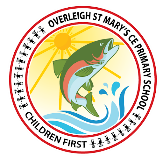 OVERLEIGH ST MARY'S CE PRIMARY SCHOOL
CHILDREN FIRST